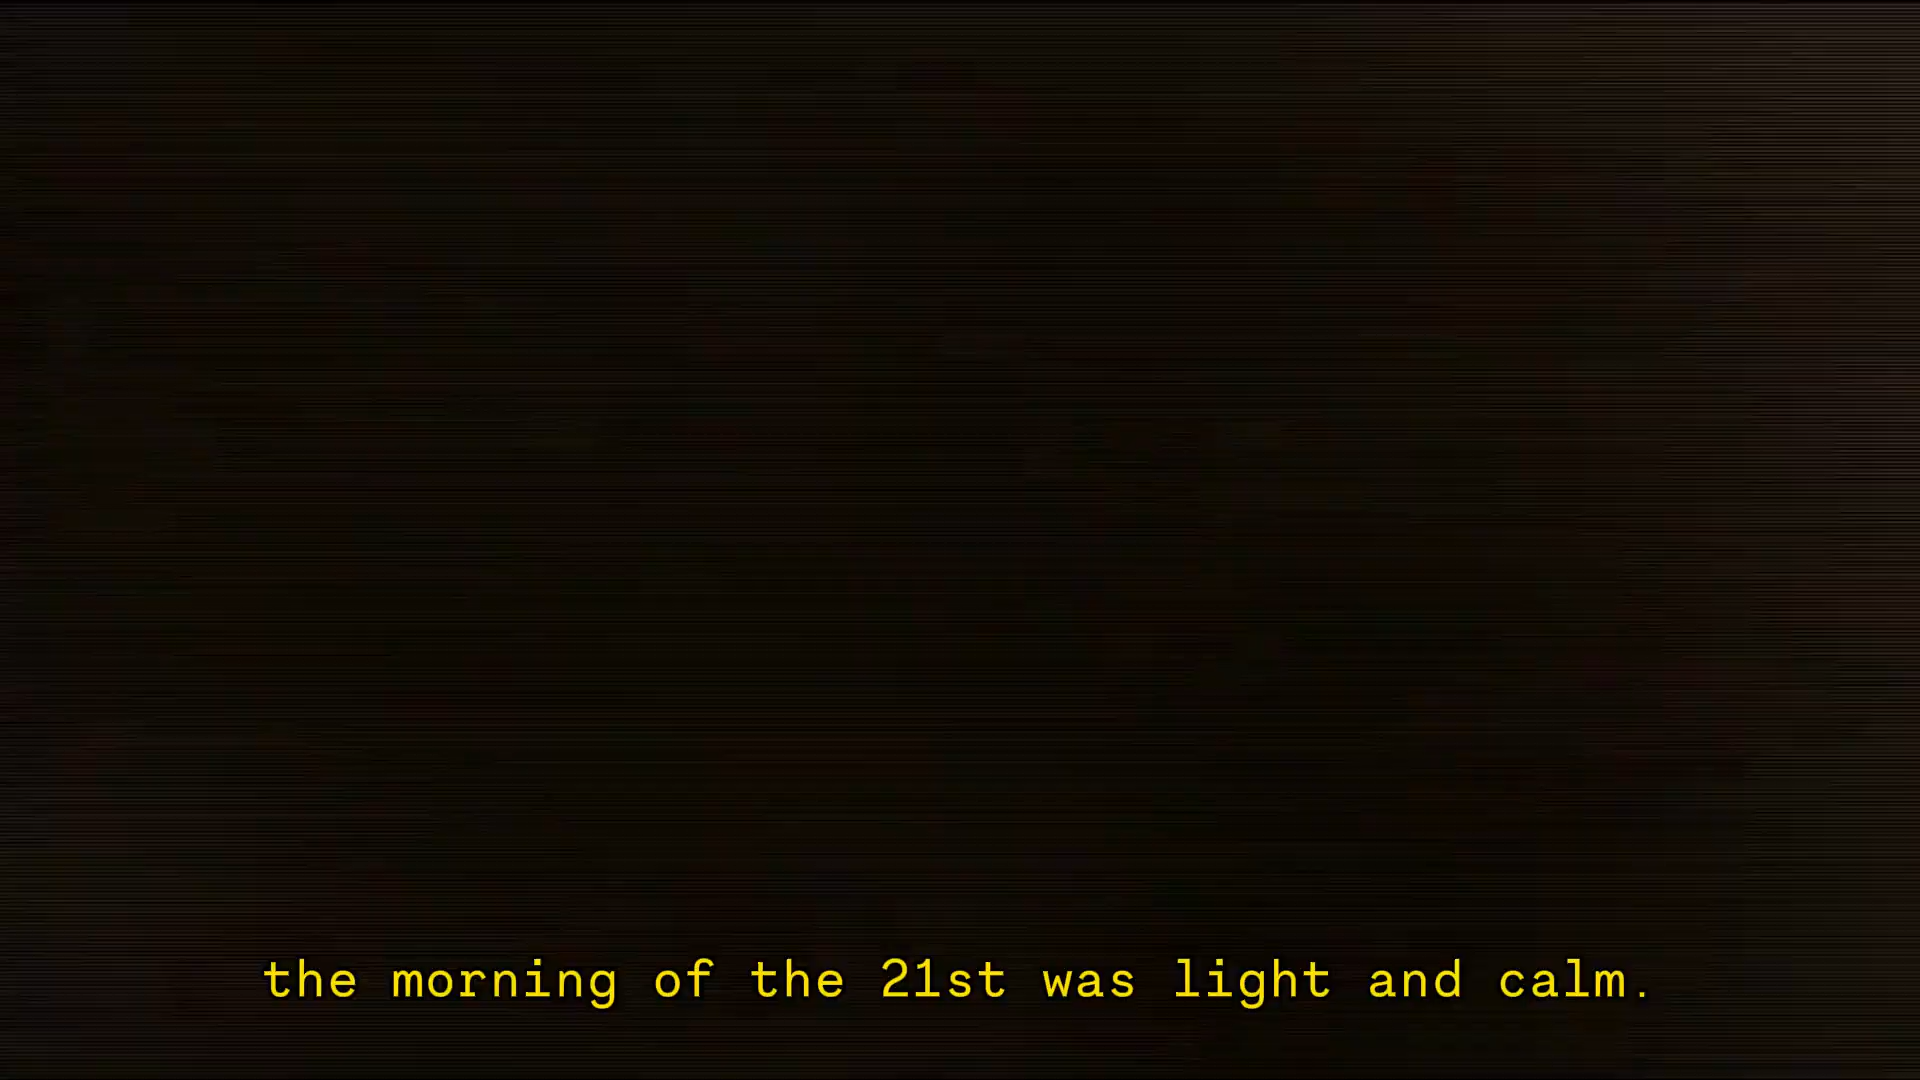 the morning of the 21st was light and calm.